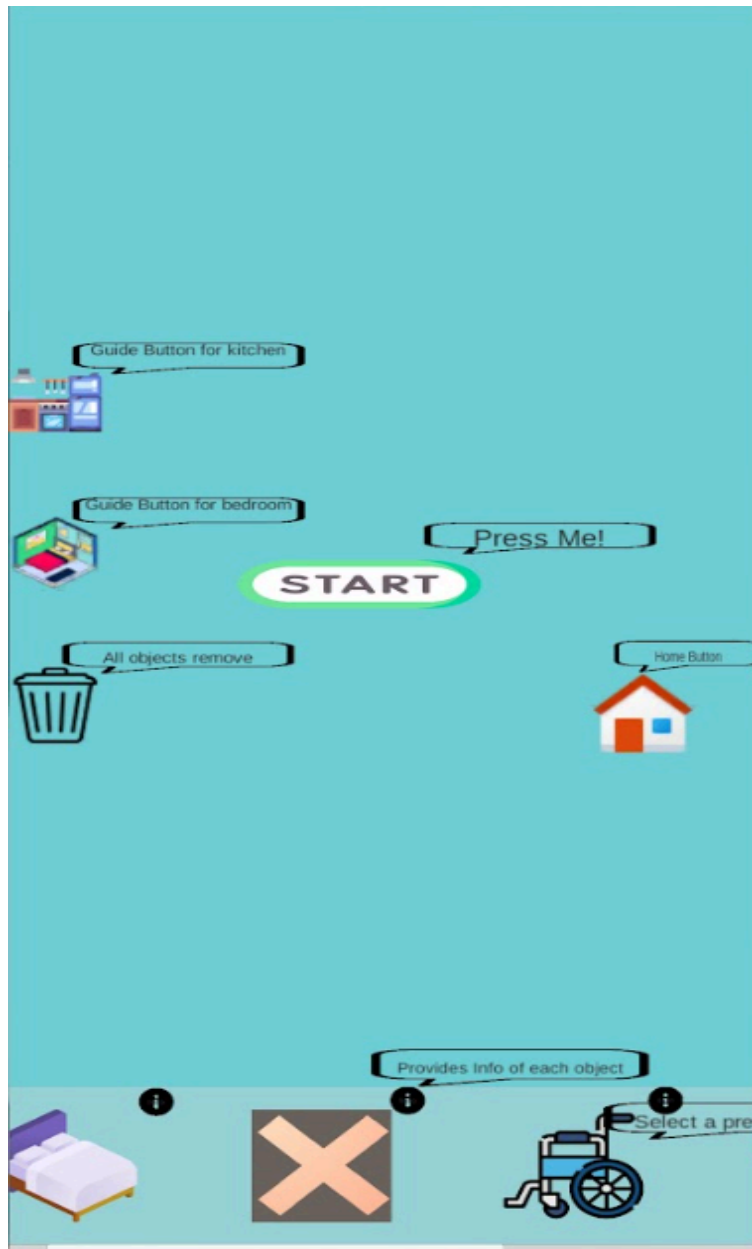 Guide Button for kitchen
Guide Button for bedroom
Press Me!
START
All objects remove
Home Button
Provides Info of each object
i
i
i
Select a pre